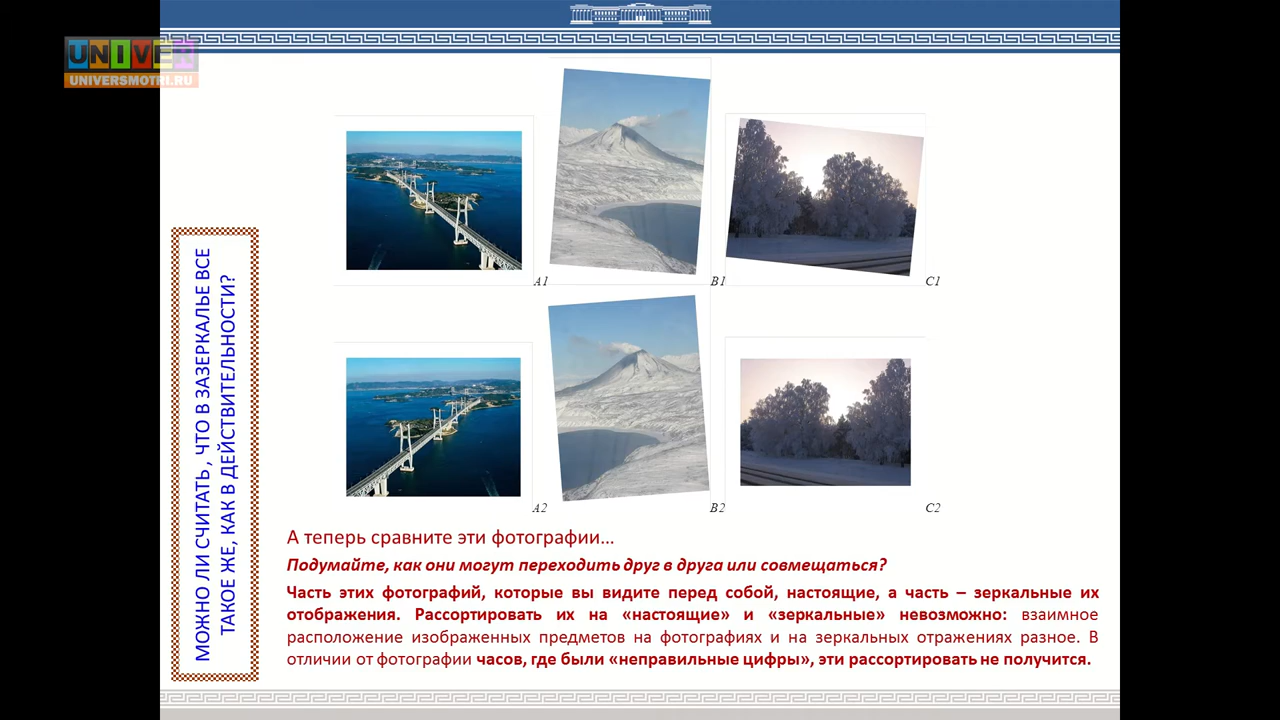 UNIVER
UNIVERSMOTRI.RU
A1
B1
C1
A2
B2
C2
МОЖНО ЛИ СЧИТАТЬ, ЧТО В ЗАЗЕРКАЛЬЕ ВСЕ
ТАКОЕ ЖЕ, КАК В ДЕЙСТВИТЕЛЬНОСТИ?
А теперь сравните эти фотографии...
Подумайте, как они могут переходить друг в друга или совмещаться?
Часть этих фотографий, которые вы видите перед собой, настоящие, а часть – зеркальные их
отображения. Рассортировать их на «настоящие» и «зеркальные» невозможно: взаимное
расположение изображенных предметов на фотографиях и на зеркальных отражениях разное. В
отличии от фотографии часов, где были «неправильные цифры», эти рассортировать не получится.